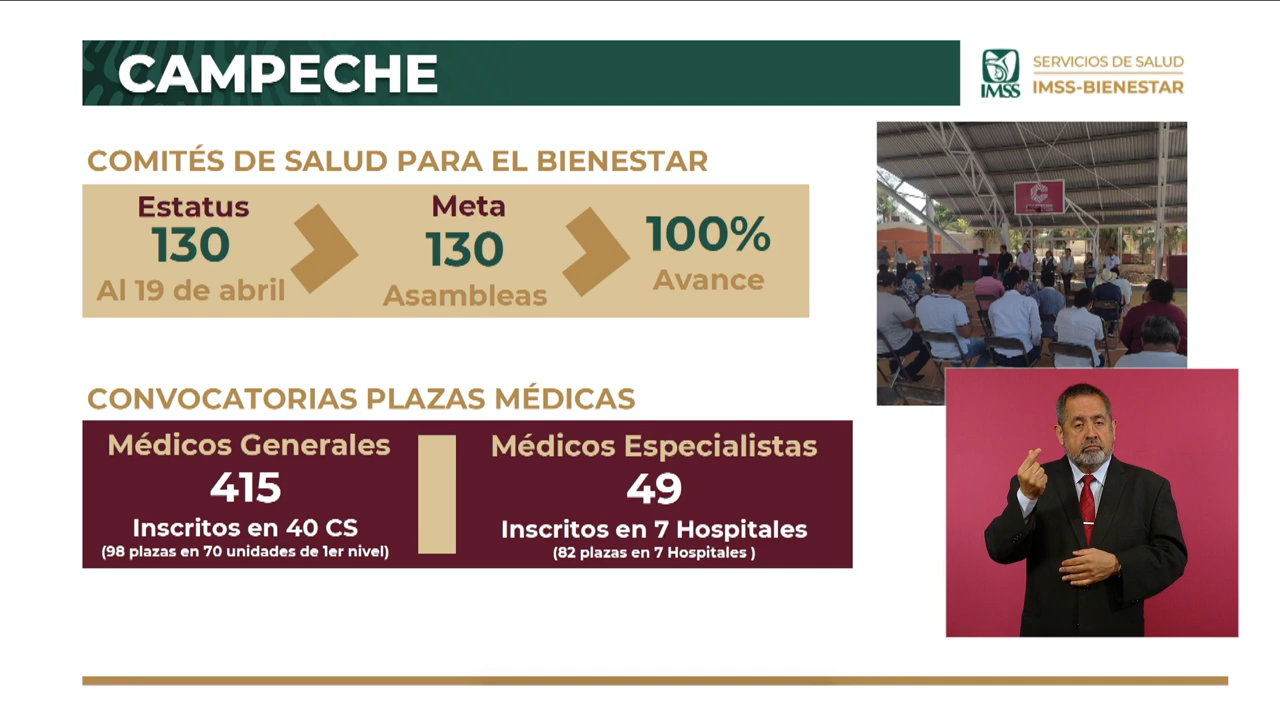 CAMPECHE
IMSS
SERVICIOS DE SALUD
IMSS-BIENESTAR
COMITÉS DE SALUD PARA EL BIENESTAR
Estatus
130
Al 19 de abril
Meta
130
Asambleas
100%
Avance
CONVOCATORIAS PLAZAS MÉDICAS
Médicos Generales
415
Inscritos en 40 CS
(98 plazas en 70 unidades de 1er nivel)
Médicos Especialistas
49
Inscritos en 7 Hospitales
(82 plazas en 7 Hospitales )